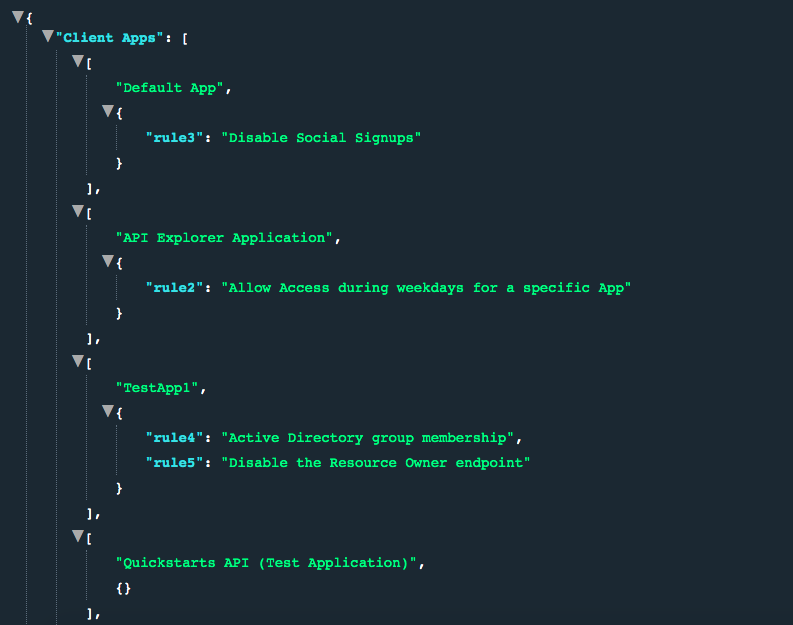 {
"Client Apps": [
[
"Default App",
{
"rule3": "Disable Social Signups"
}
],
[
"API Explorer Application",
{
"rule2": "Allow Access during weekdays for a specific App"
}
],
[
"TestApp1",
{
"rule4": "Active Directory group membership",
"rule5": "Disable the Resource Owner endpoint"
}
],
[
"Quickstarts API (Test Application)",
{}
],